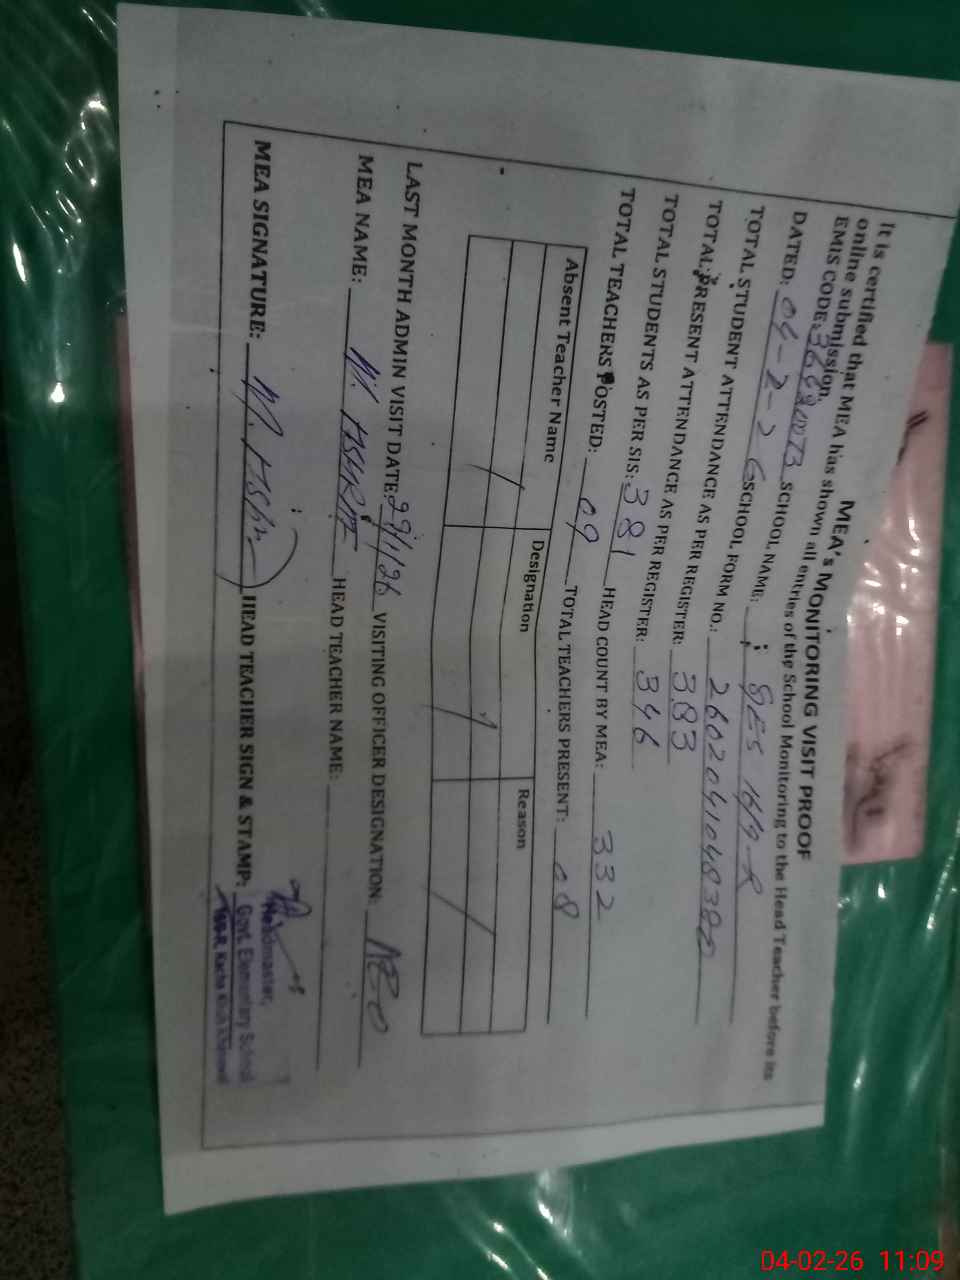 MEA's MONITORING VISIT PROOF
It is certified that MEA has shown all entries of the School Monitoring to the Head Teacher before its
online submission.
EMIS CODE: SCHOOL NAME: GES
DATED: 04-2-26 SCHOOL FORM NO.: 2602041048380
TOTAL STUDENT ATTENDANCE AS PER REGISTER: 383
TOTAL PRESENT ATTENDANCE AS PER REGISTER: 346
TOTAL STUDENTS AS PER SIS: 381 HEAD COUNT BY MEA: 332
TOTAL TEACHERS POSTED: 09 TOTAL TEACHERS PRESENT: 08
Absent Teacher Name Designation Reason
LAST MONTH ADMIN VISIT DATE: 29/1/26 VISITING OFFICER DESIGNATION: AEO
MEA NAME: M. HEAD TEACHER NAME:
MEA SIGNATURE: M. HEAD TEACHER SIGN & STAMP:
Headmaster,
Govt. Elementary School
04-02-26 11:09